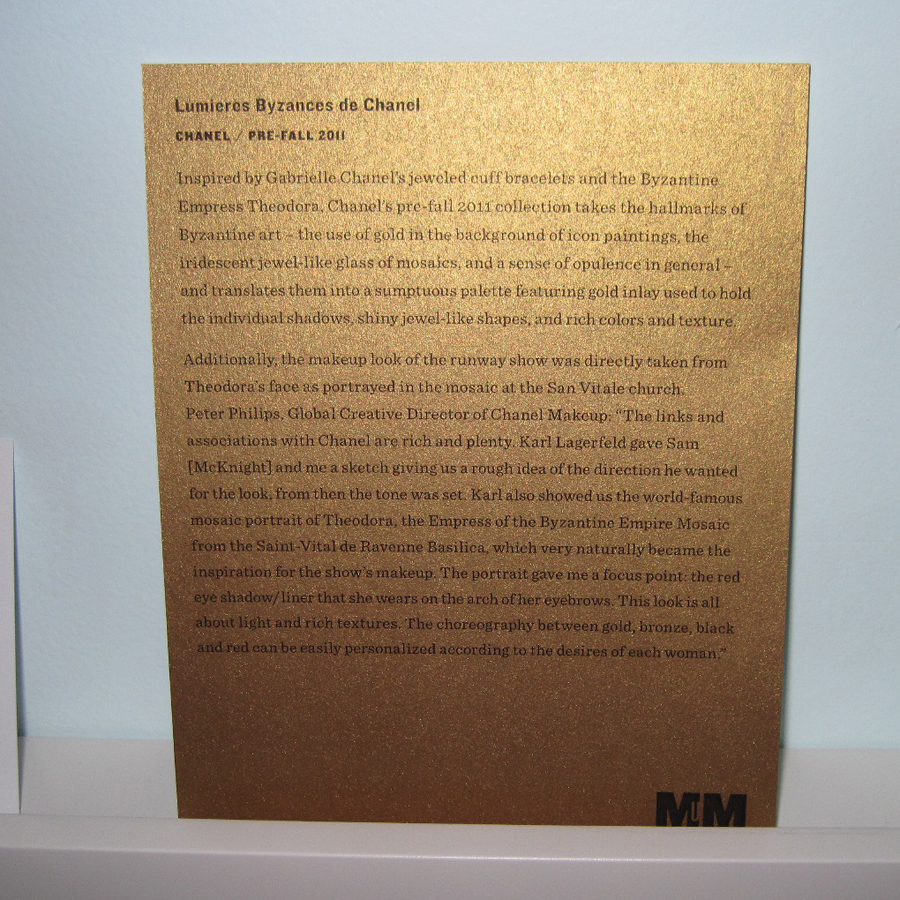 Lumieres Byzances de Chanel
CHANEL / PRE-FALL 2011
Inspired by Gabrielle Chanel's jeweled cuff bracelets and the Byzantine
Empress Theodora, Chanel's pre-fall 2011 collection takes the hallmarks of
Byzantine art – the use of gold in the background of icon paintings, the
iridescent jewel-like glass of mosaics, and a sense of opulence in general –
and translates them into a sumptuous palette featuring gold inlay used to hold
the individual shadows, shiny jewel-like shapes, and rich colors and texture.
Additionally, the makeup look of the runway show was directly taken from
Theodora's face as portrayed in the mosaic at the San Vitale church.
Peter Philips, Global Creative Director of Chanel Makeup: “The links and
associations with Chanel are rich and plenty. Karl Lagerfeld gave Sam
[McKnight] and me a sketch giving us a rough idea of the direction he wanted
for the look, from then the tone was set. Karl also showed us the world-famous
mosaic portrait of Theodora, the Empress of the Byzantine Empire Mosaic
from the Saint-Vital de Ravenne Basilica, which very naturally became the
inspiration for the show's makeup. The portrait gave me a focus point: the red
eye shadow/liner that she wears on the arch of her eyebrows. This look is all
about light and rich textures. The choreography between gold, bronze, black
and red can be easily personalized according to the desires of each woman.”
MUM